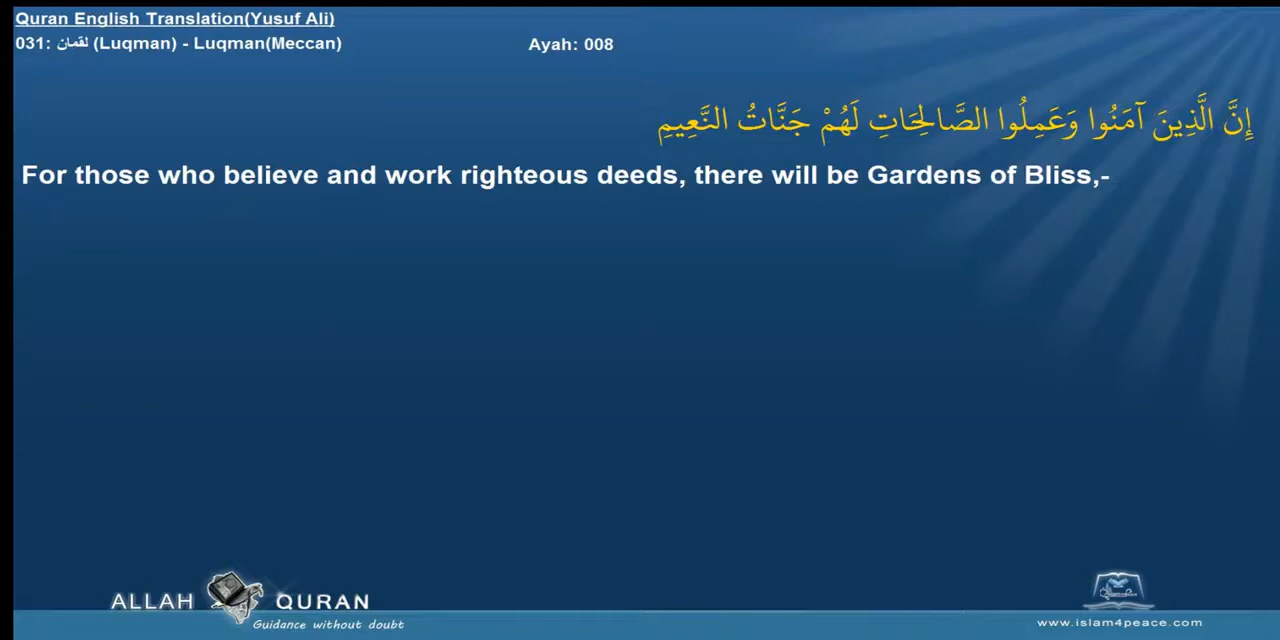 Quran English Translation(Yusuf Ali)
031: لقمان (Luqman) - Luqman(Meccan)
Ayah: 008
إِنَّ الَّذِينَ آمَنُوا وَعَمِلُوا الصَّالِحَاتِ لَهُمْ جَنَّاتُ النَّعِيمِ
For those who believe and work righteous deeds, there will be Gardens of Bliss,-
ALLAH QURAN
Guidance without doubt
www.islam4peace.com